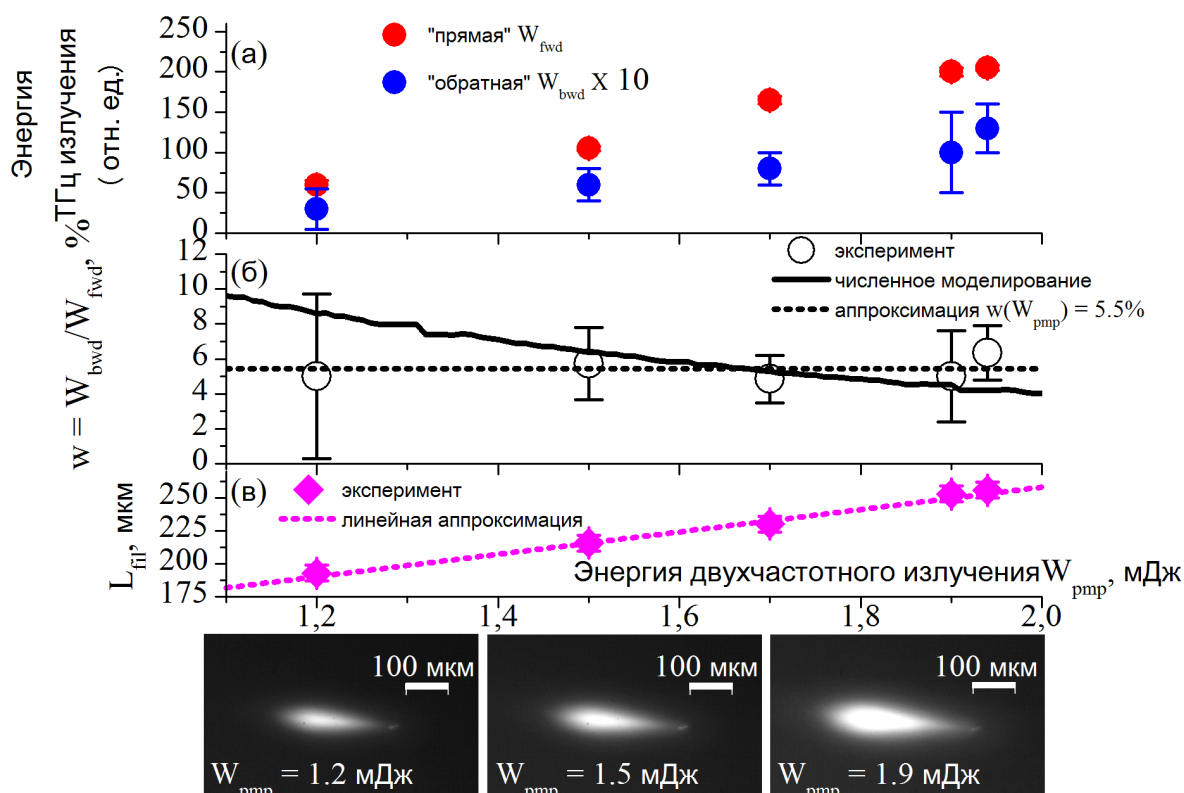 (а)
"прямая" W_fwd
"обратная" W_bwd X 10
Энергия
ТГц излучения
( отн. ед.)
250
200
150
100
50
0
(б)
эксперимент
численное моделирование
аппроксимация w(W_pmp) = 5.5%
w = W_bwd/W_fwd, %
12
10
8
6
4
2
0
(в)
эксперимент
линейная аппроксимация
L_fil, мкм
250
225
200
175
Энергия двухчастотного излученияW_pmp, мДж
1,2 1,4 1,6 1,8 2,0
100 мкм
W_pmp = 1.2 мДж
100 мкм
W_pmp = 1.5 мДж
100 мкм
W_pmp = 1.9 мДж